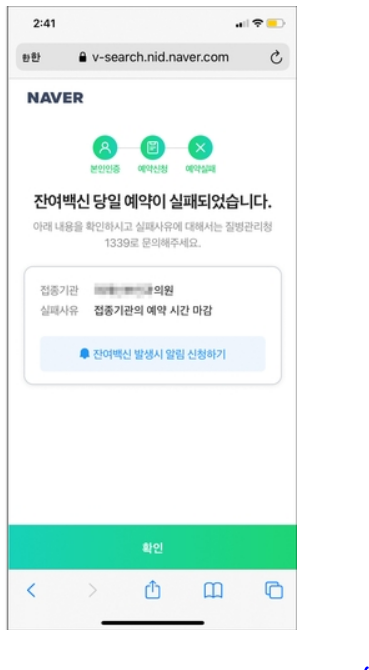 2:41
한한 v-search.nid.naver.com
NAVER
본인인증 예약신청 예약실패
잔여백신 당일 예약이 실패되었습니다.
아래 내용을 확인하시고 실패사유에 대해서는 질병관리청
1339로 문의해주세요.
접종기관 의원
실패사유 접종기관의 예약 시간 마감
잔여백신 발생시 알림 신청하기
확인